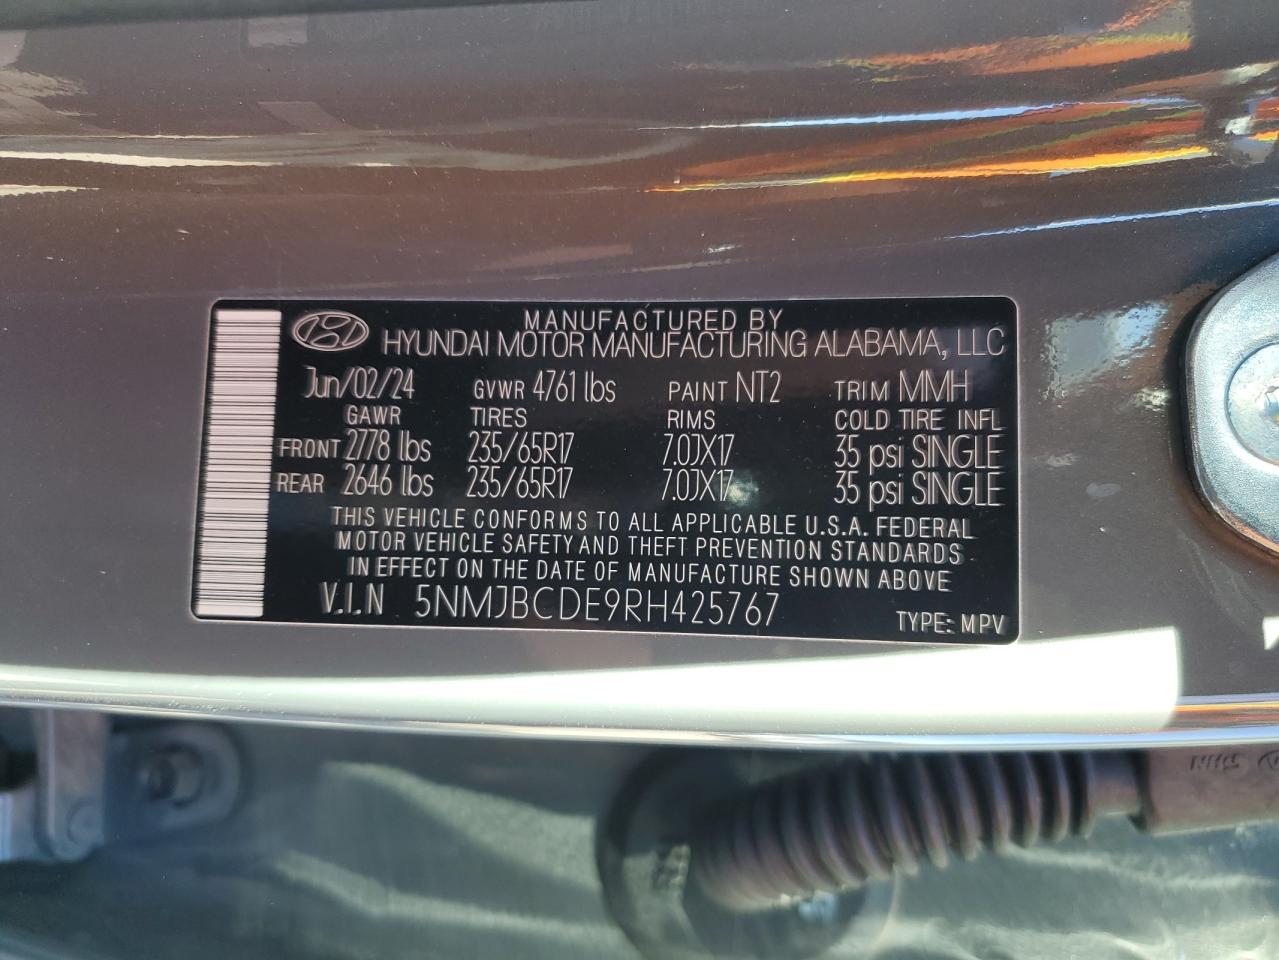 MANUFACTURED BY
HYUNDAI MOTOR MANUFACTURING ALABAMA, LLC
Jun/02/24 GVWR 4761 lbs PAINT NT2 TRIM MMH
GAWR TIRES RIMS COLD TIRE INFL
FRONT 2778 lbs 235/65R17 7.0JX17 35 psi SINGLE
REAR 2646 lbs 235/65R17 7.0JX17 35 psi SINGLE
THIS VEHICLE CONFORMS TO ALL APPLICABLE U.S.A. FEDERAL
MOTOR VEHICLE SAFETY AND THEFT PREVENTION STANDARDS
IN EFFECT ON THE DATE OF MANUFACTURE SHOWN ABOVE
V.I.N 5NMJBCDE9RH425767 TYPE: MPV